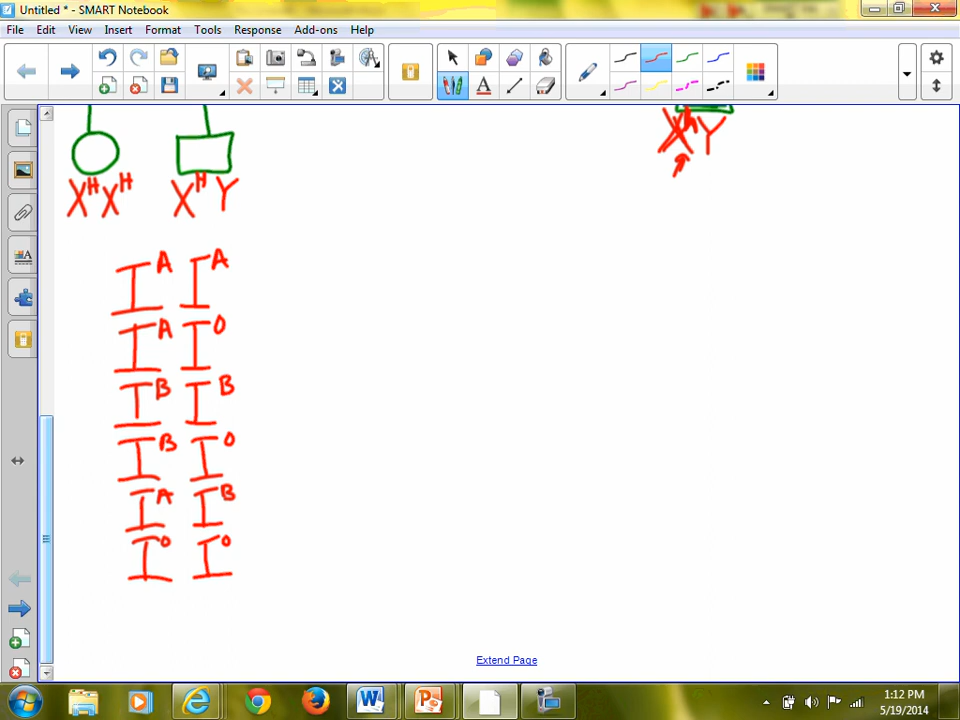 Untitled * - SMART Notebook
File Edit View Insert Format Tools Response Add-ons Help
X^h Y
X^H X^H X^H Y
I^A I^A
I^A I^O
I^B I^B
I^B I^O
I^A I^B
I^O I^O
Extend Page
1:12 PM
5/19/2014